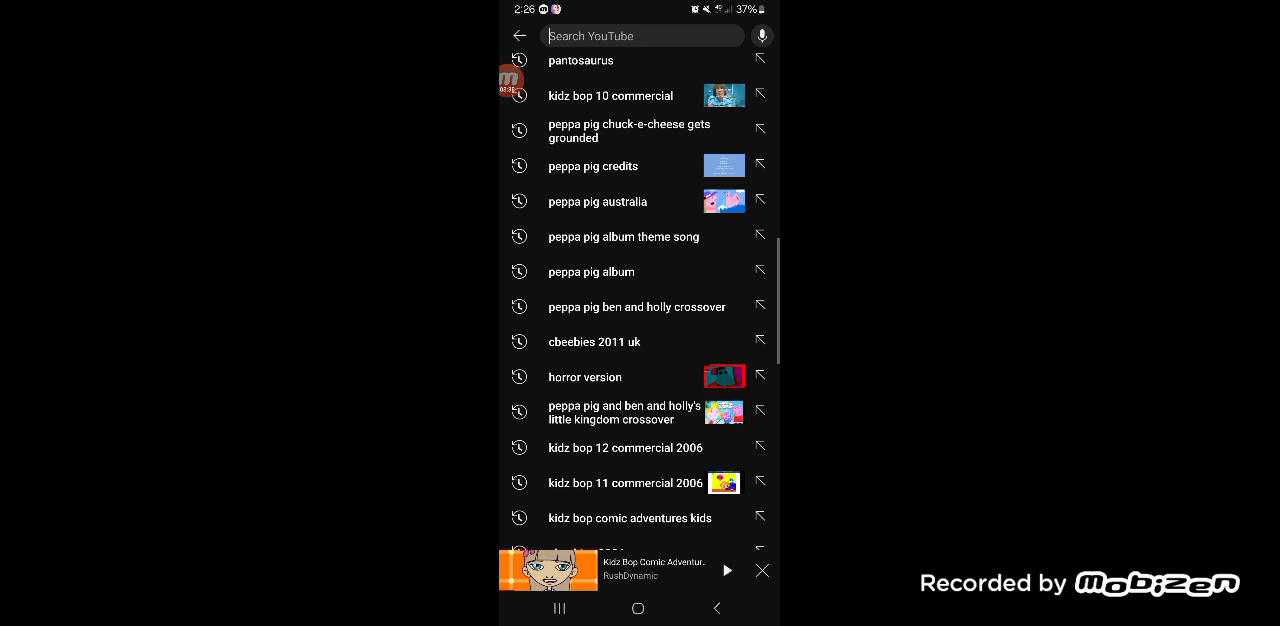 2:26
4G
37%
Search YouTube
pantosaurus
03:36
kidz bop 10 commercial
peppa pig chuck-e-cheese gets
grounded
peppa pig credits
peppa pig australia
peppa pig album theme song
peppa pig album
peppa pig ben and holly crossover
cbeebies 2011 uk
horror version
peppa pig and ben and holly's
little kingdom crossover
kidz bop 12 commercial 2006
kidz bop 11 commercial 2006
kidz bop comic adventures kids
Kidz Bop Comic Adventur..
RushDynamic
Recorded by mobizen